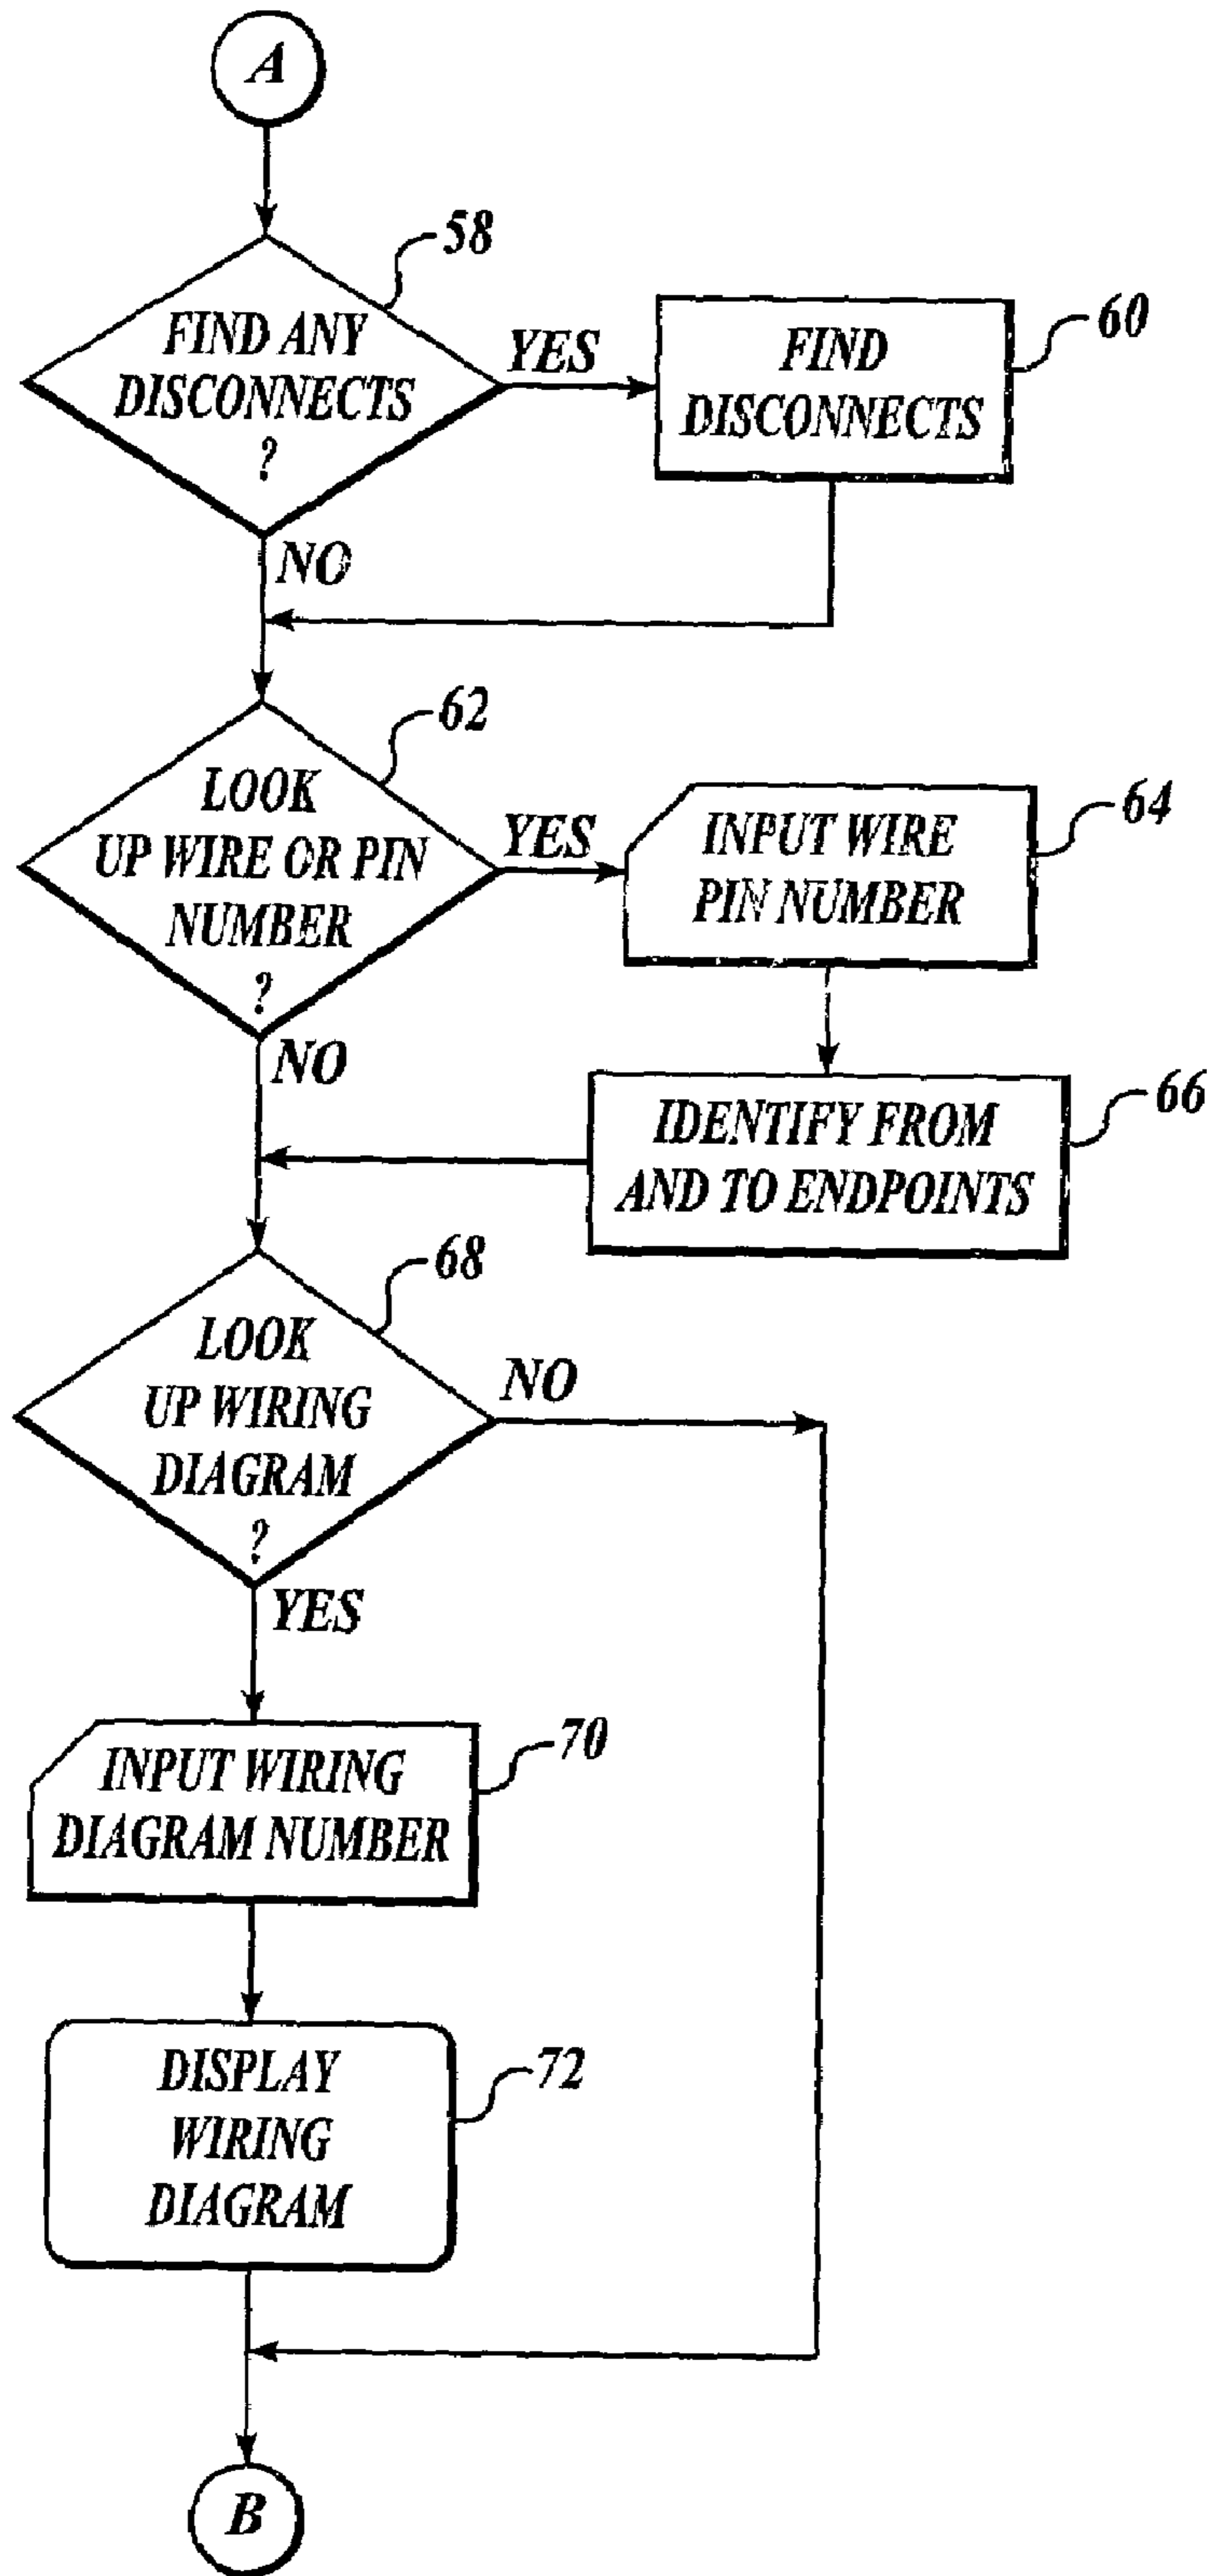 A
58
FIND ANY
DISCONNECTS
?
YES
60
FIND
DISCONNECTS
NO
62
LOOK
UP WIRE OR PIN
NUMBER
?
YES
64
INPUT WIRE
PIN NUMBER
NO
66
IDENTIFY FROM
AND TO ENDPOINTS
68
LOOK
UP WIRING
DIAGRAM
?
NO
YES
70
INPUT WIRING
DIAGRAM NUMBER
72
DISPLAY
WIRING
DIAGRAM
B